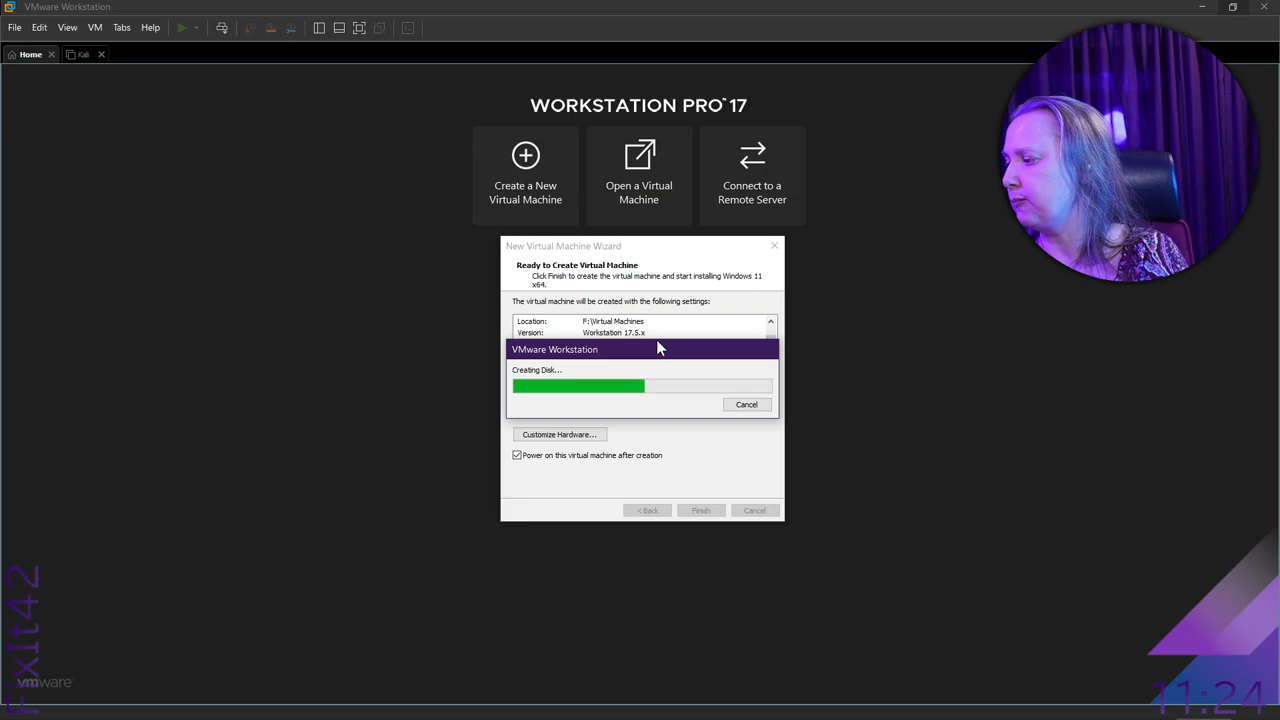 VMware Workstation
File Edit View VM Tabs Help
Home Kali
WORKSTATION PRO™ 17
Create a New
Virtual Machine
Open a Virtual
Machine
Connect to a
Remote Server
New Virtual Machine Wizard
Ready to Create Virtual Machine
Click Finish to create the virtual machine and start installing Windows 11
x64.
The virtual machine will be created with the following settings:
Location: F:\Virtual Machines
Version: Workstation 17.5.x
VMware Workstation
Creating Disk...
Cancel
Customize Hardware...
Power on this virtual machine after creation
< Back Finish Cancel
FixIt42
vmware
11:24